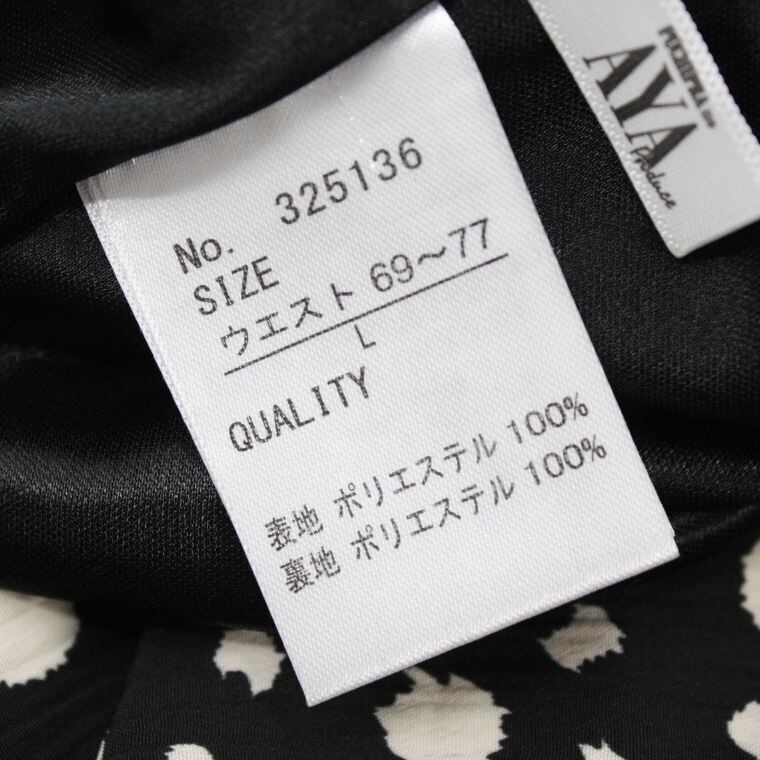 No. 325136
SIZE
ウエスト 69～77
L
QUALITY
表地 ポリエステル 100%
裏地 ポリエステル 100%
AYA
Produce